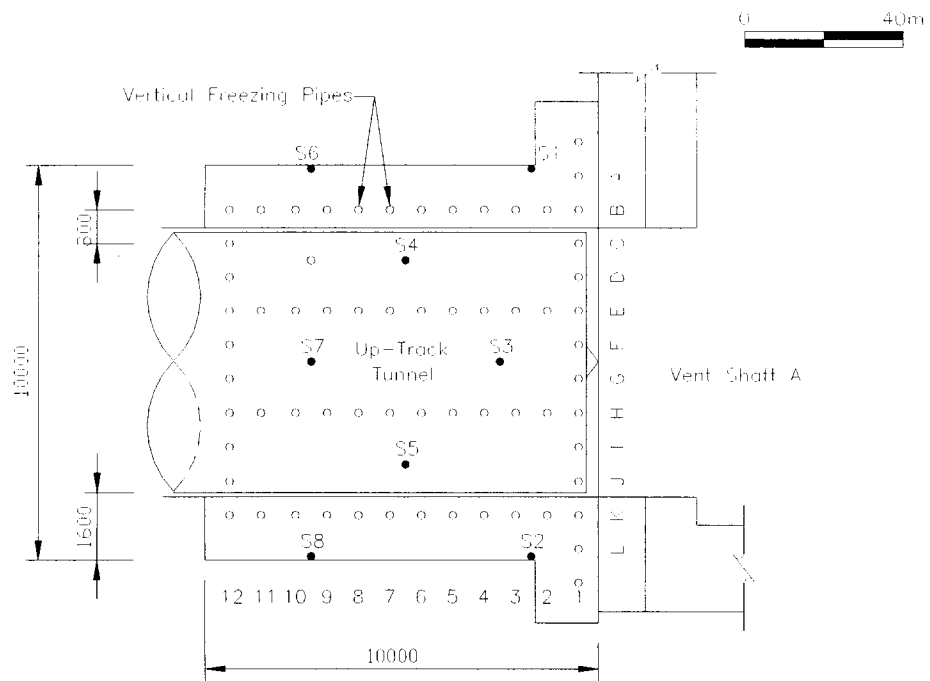 0 40m
Vertical Freezing Pipes
S6
S1
B
800
S4
C
D
E
10000
S7
Up-Track
Tunnel
S3
F
G
Vent Shaft A
H
I
S5
J
1600
K
S8
S2
L
12 11 10 9 8 7 6 5 4 3 2 1
10000